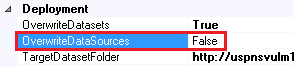 Deployment
OverwriteDatasets True
OverwriteDataSources False
TargetDatasetFolder http://uspnsvulm1